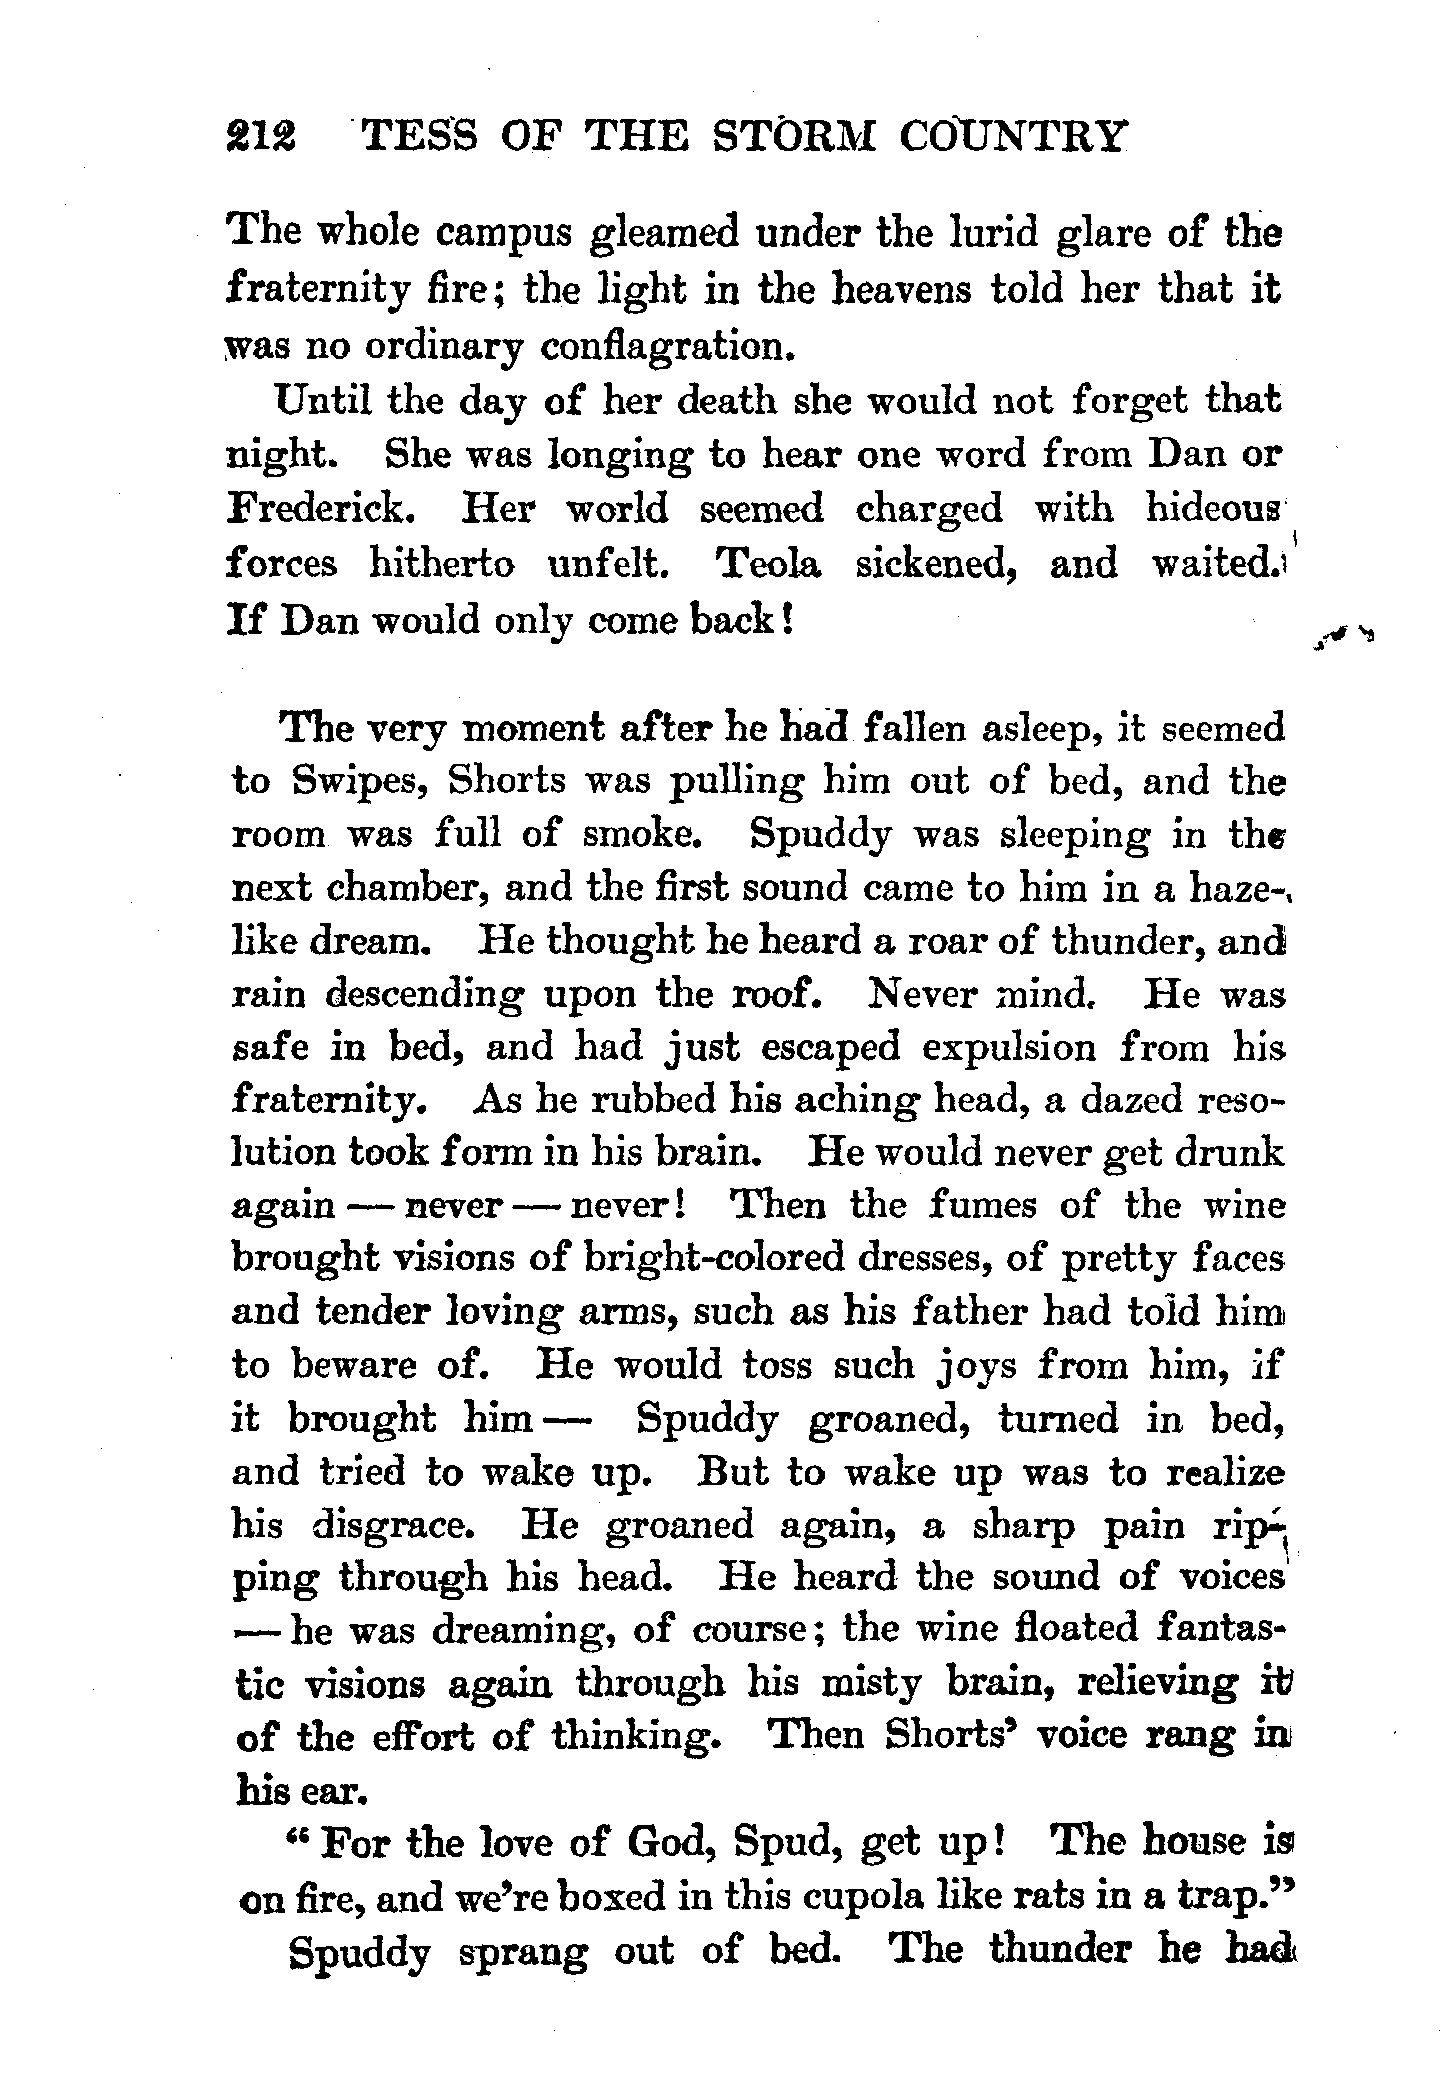 212 TESS OF THE STORM COUNTRY
The whole campus gleamed under the lurid glare of the
fraternity fire; the light in the heavens told her that it
was no ordinary conflagration.
Until the day of her death she would not forget that
night. She was longing to hear one word from Dan or
Frederick. Her world seemed charged with hideous
forces hitherto unfelt. Teola sickened, and waited.
If Dan would only come back!
The very moment after he had fallen asleep, it seemed
to Swipes, Shorts was pulling him out of bed, and the
room was full of smoke. Spuddy was sleeping in the
next chamber, and the first sound came to him in a haze-
like dream. He thought he heard a roar of thunder, and
rain descending upon the roof. Never mind. He was
safe in bed, and had just escaped expulsion from his
fraternity. As he rubbed his aching head, a dazed reso-
lution took form in his brain. He would never get drunk
again — never — never! Then the fumes of the wine
brought visions of bright-colored dresses, of pretty faces
and tender loving arms, such as his father had told him
to beware of. He would toss such joys from him, if
it brought him — Spuddy groaned, turned in bed,
and tried to wake up. But to wake up was to realize
his disgrace. He groaned again, a sharp pain rip-
ping through his head. He heard the sound of voices
— he was dreaming, of course; the wine floated fantas-
tic visions again through his misty brain, relieving it
of the effort of thinking. Then Shorts' voice rang in
his ear.
"For the love of God, Spud, get up! The house is
on fire, and we're boxed in this cupola like rats in a trap."
Spuddy sprang out of bed. The thunder he had